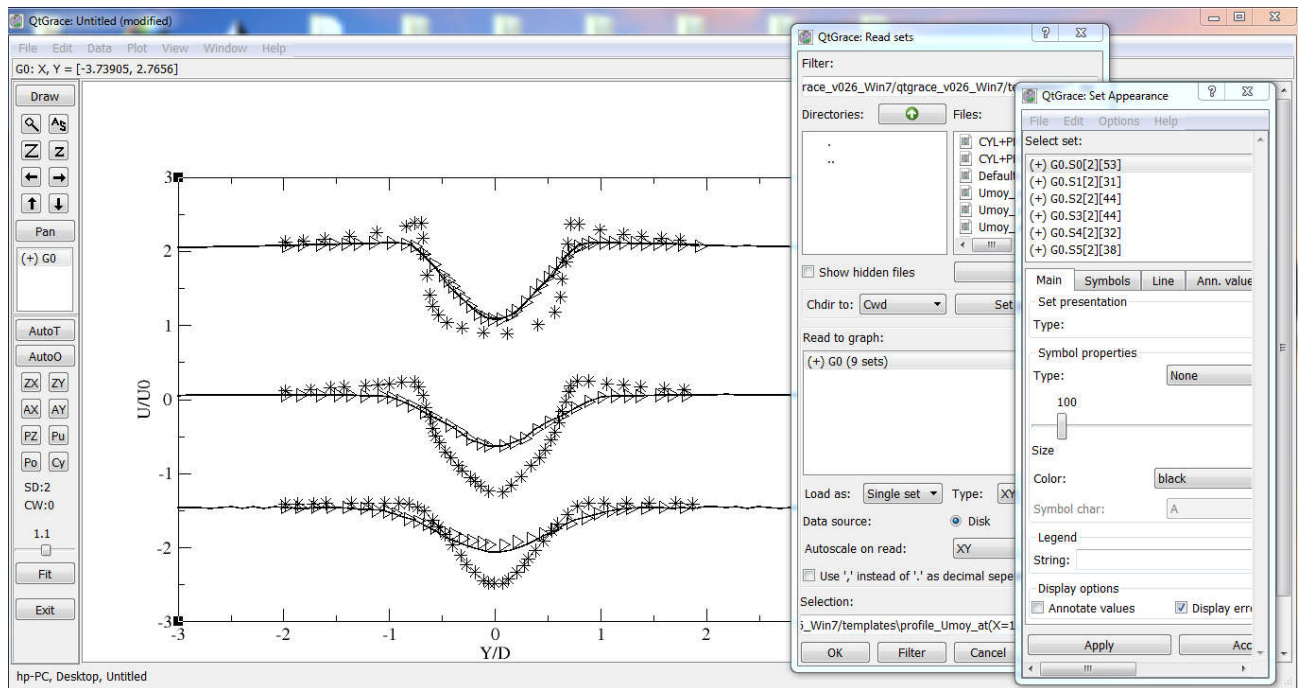 QtGrace: Untitled (modified)
File Edit Data Plot View Window Help
G0: X, Y = [-3.73905, 2.7656]
Draw
A S
Z z
Pan
(+) G0
AutoT
AutoO
ZX ZY
AX AY
PZ Pu
Po Cy
SD:2
CW:0
1.1
Fit
Exit
hp-PC, Desktop, Untitled
3
2
1
0
-1
-2
-3
U/U0
-3 -2 -1 0 1 2
Y/D
QtGrace: Read sets
Filter:
race_v026_Win7/qtgrace_v026_Win7/te
Directories:
Files:
.
..
CYL+P
CYL+P
Default
Umoy_
Umoy_
Umoy_
Show hidden files
Chdir to: Cwd Set
Read to graph:
(+) G0 (9 sets)
Load as: Single set Type: XY
Data source: Disk
Autoscale on read: XY
Use ',' instead of '.' as decimal sepe
Selection:
_Win7/templates\profile_Umoy_at(X=1
OK Filter Cancel
QtGrace: Set Appearance
File Edit Options Help
Select set:
(+) G0.S0[2][53]
(+) G0.S1[2][31]
(+) G0.S2[2][44]
(+) G0.S3[2][44]
(+) G0.S4[2][32]
(+) G0.S5[2][38]
Main Symbols Line Ann. value
Set presentation
Type:
Symbol properties
Type: None
100
Size
Color: black
Symbol char: A
Legend
String:
Display options
Annotate values Display erro
Apply Acc